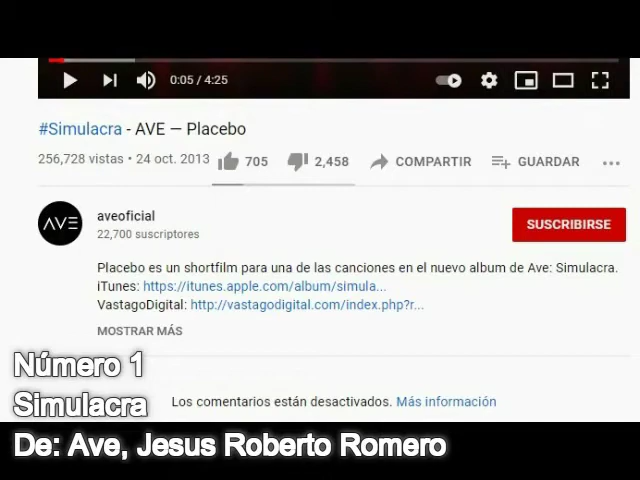 0:05 / 4:25
#Simulacra - AVE — Placebo
256,728 vistas • 24 oct. 2013 705 2,458 COMPARTIR GUARDAR ...
AVE
aveoficial
22,700 suscriptores
SUSCRIBIRSE
Placebo es un shortfilm para una de las canciones en el nuevo album de Ave: Simulacra.
iTunes: https://itunes.apple.com/album/simula...
VastagoDigital: http://vastagodigital.com/index.php?r...
MOSTRAR MÁS
Los comentarios están desactivados. Más información
Número 1
Simulacra
De: Ave, Jesus Roberto Romero